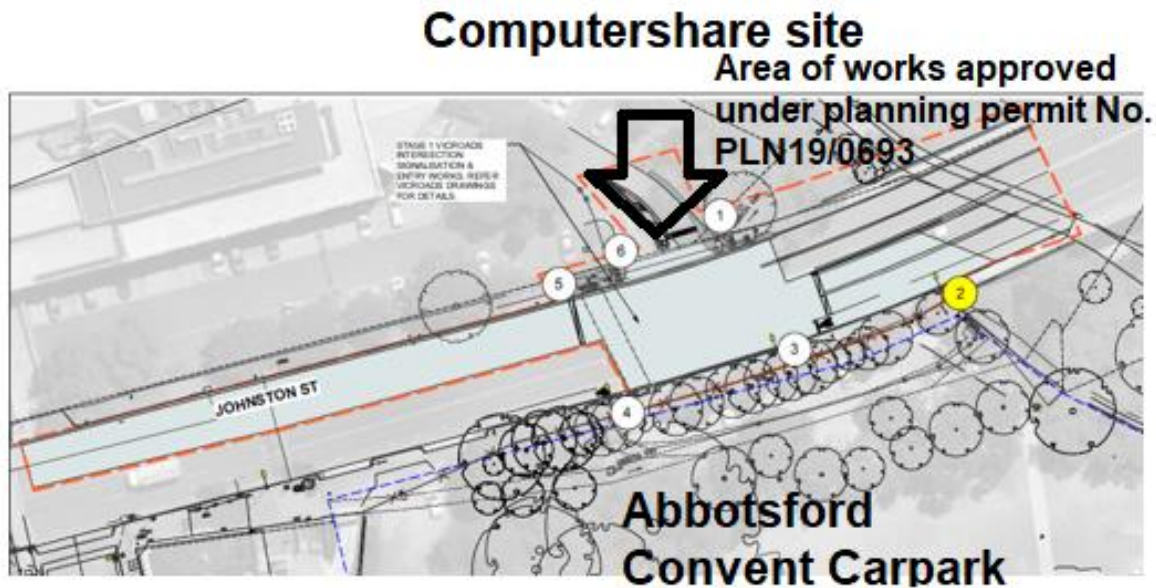 Computershare site
Area of works approved
under planning permit No.
PLN19/0693
STAGE 1 VICROADS
INTERSECTION
SIGNALISATION &
ENTRY WORKS. REFER
VICROADS DRAWINGS
FOR DETAILS
1
6
5
2
3
JOHNSTON ST
4
Abbotsford
Convent Carpark